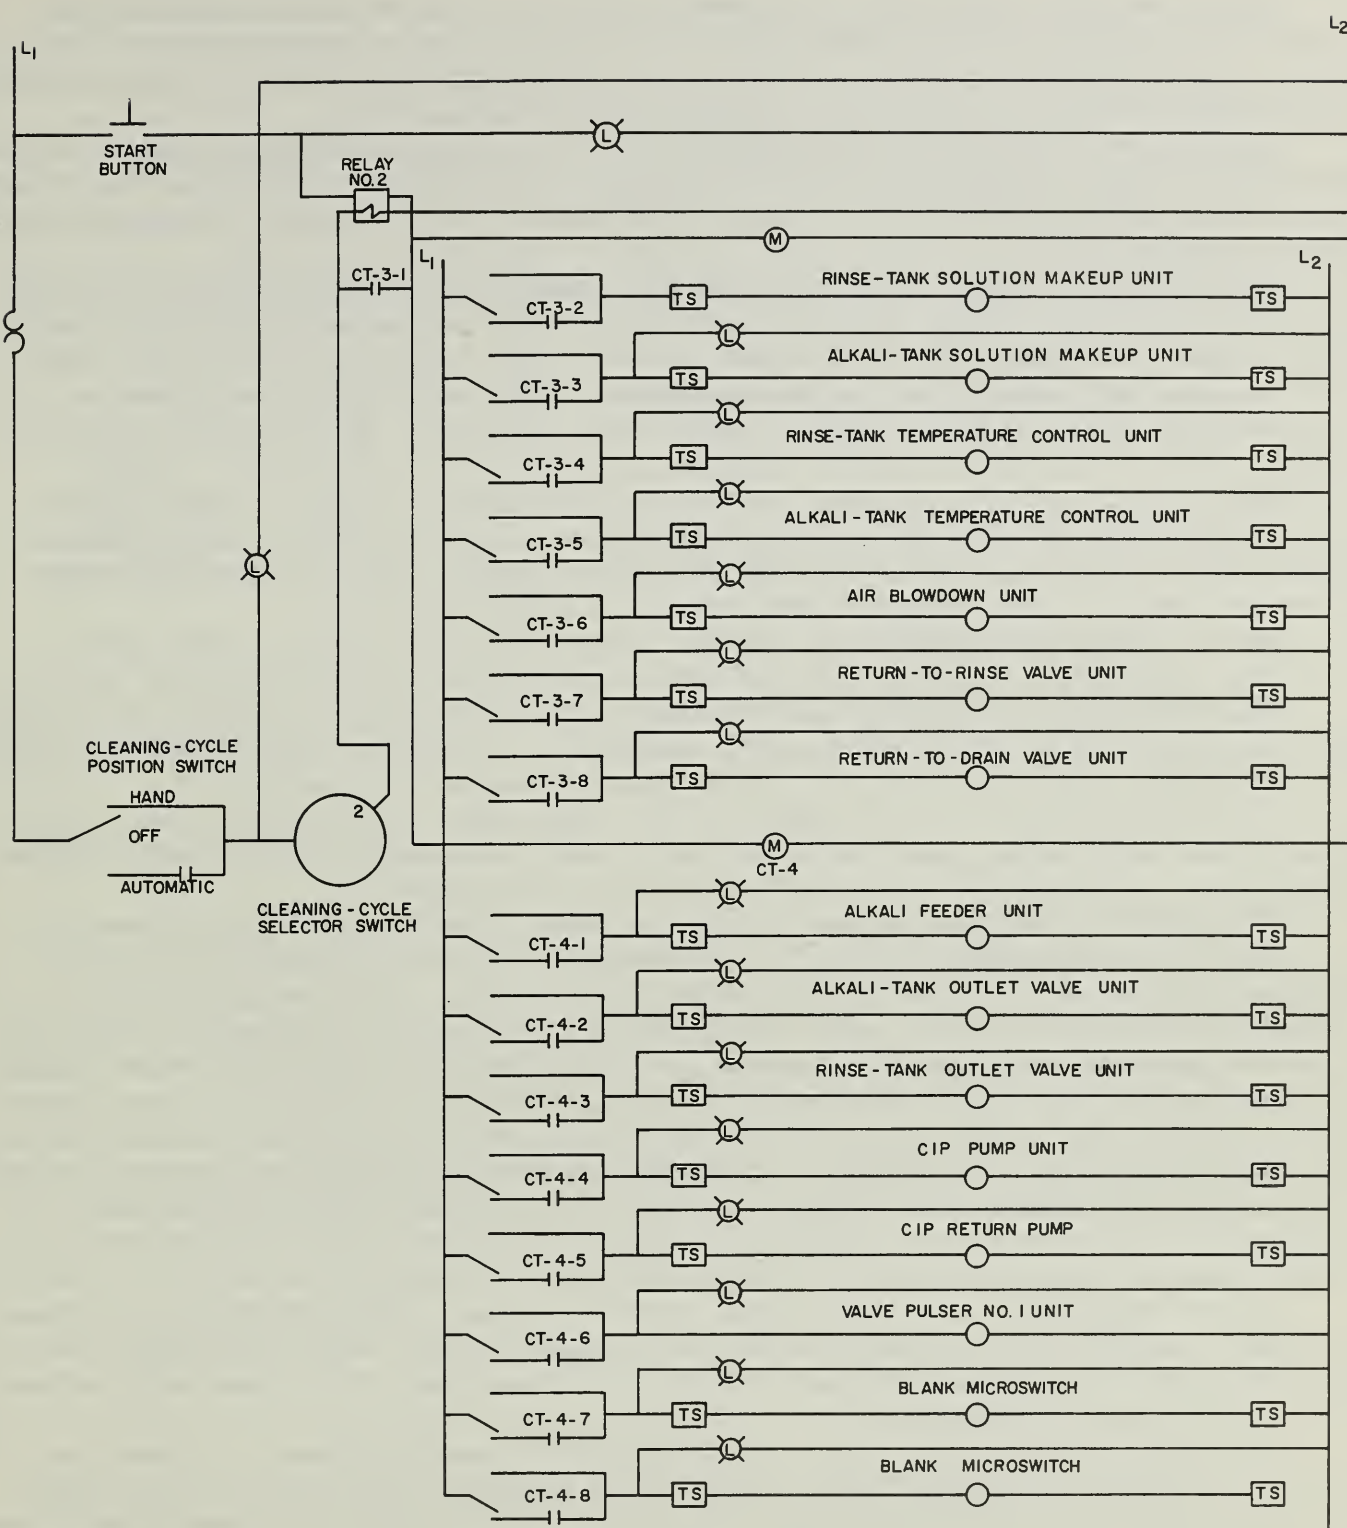 L2
L1
L
START
BUTTON
RELAY
NO.2
M
L1
L2
CT-3-1
RINSE-TANK SOLUTION MAKEUP UNIT
CT-3-2
TS
TS
L
ALKALI-TANK SOLUTION MAKEUP UNIT
CT-3-3
TS
TS
L
RINSE-TANK TEMPERATURE CONTROL UNIT
CT-3-4
TS
TS
L
ALKALI-TANK TEMPERATURE CONTROL UNIT
CT-3-5
TS
TS
L
L
AIR BLOWDOWN UNIT
CT-3-6
TS
TS
L
RETURN-TO-RINSE VALVE UNIT
CT-3-7
TS
TS
L
RETURN-TO-DRAIN VALVE UNIT
CT-3-8
TS
TS
CLEANING-CYCLE
POSITION SWITCH
HAND
OFF
AUTOMATIC
2
CLEANING-CYCLE
SELECTOR SWITCH
M
CT-4
L
ALKALI FEEDER UNIT
CT-4-1
TS
TS
L
ALKALI-TANK OUTLET VALVE UNIT
CT-4-2
TS
TS
L
RINSE-TANK OUTLET VALVE UNIT
CT-4-3
TS
TS
L
CIP PUMP UNIT
CT-4-4
TS
TS
L
CIP RETURN PUMP
CT-4-5
TS
TS
L
VALVE PULSER NO. 1 UNIT
CT-4-6
L
BLANK MICROSWITCH
CT-4-7
TS
TS
L
BLANK MICROSWITCH
CT-4-8
TS
TS